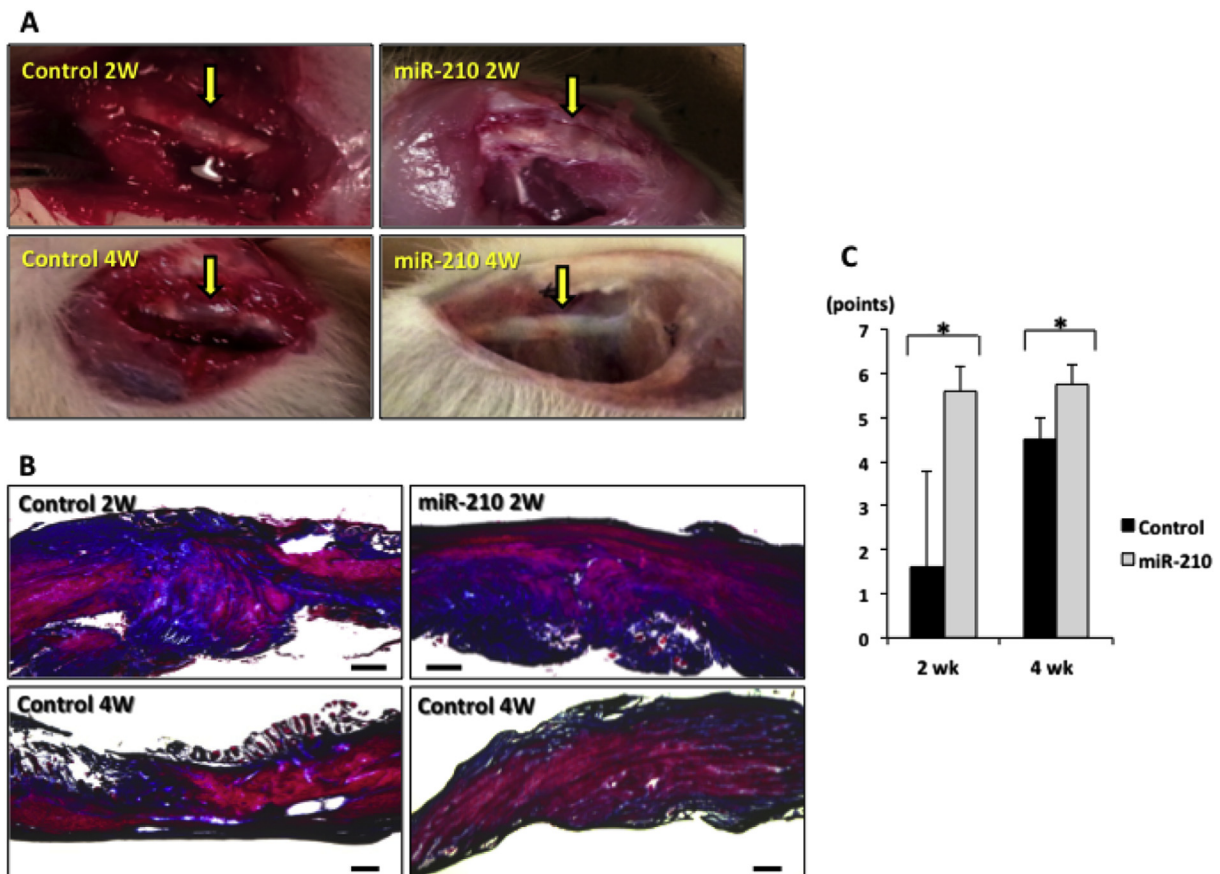 A
Control 2W
miR-210 2W
Control 4W
miR-210 4W
B
Control 2W
miR-210 2W
Control 4W
Control 4W
C
(points)
7
6
5
4
3
2
1
0
*
*
2 wk
4 wk
Control
miR-210